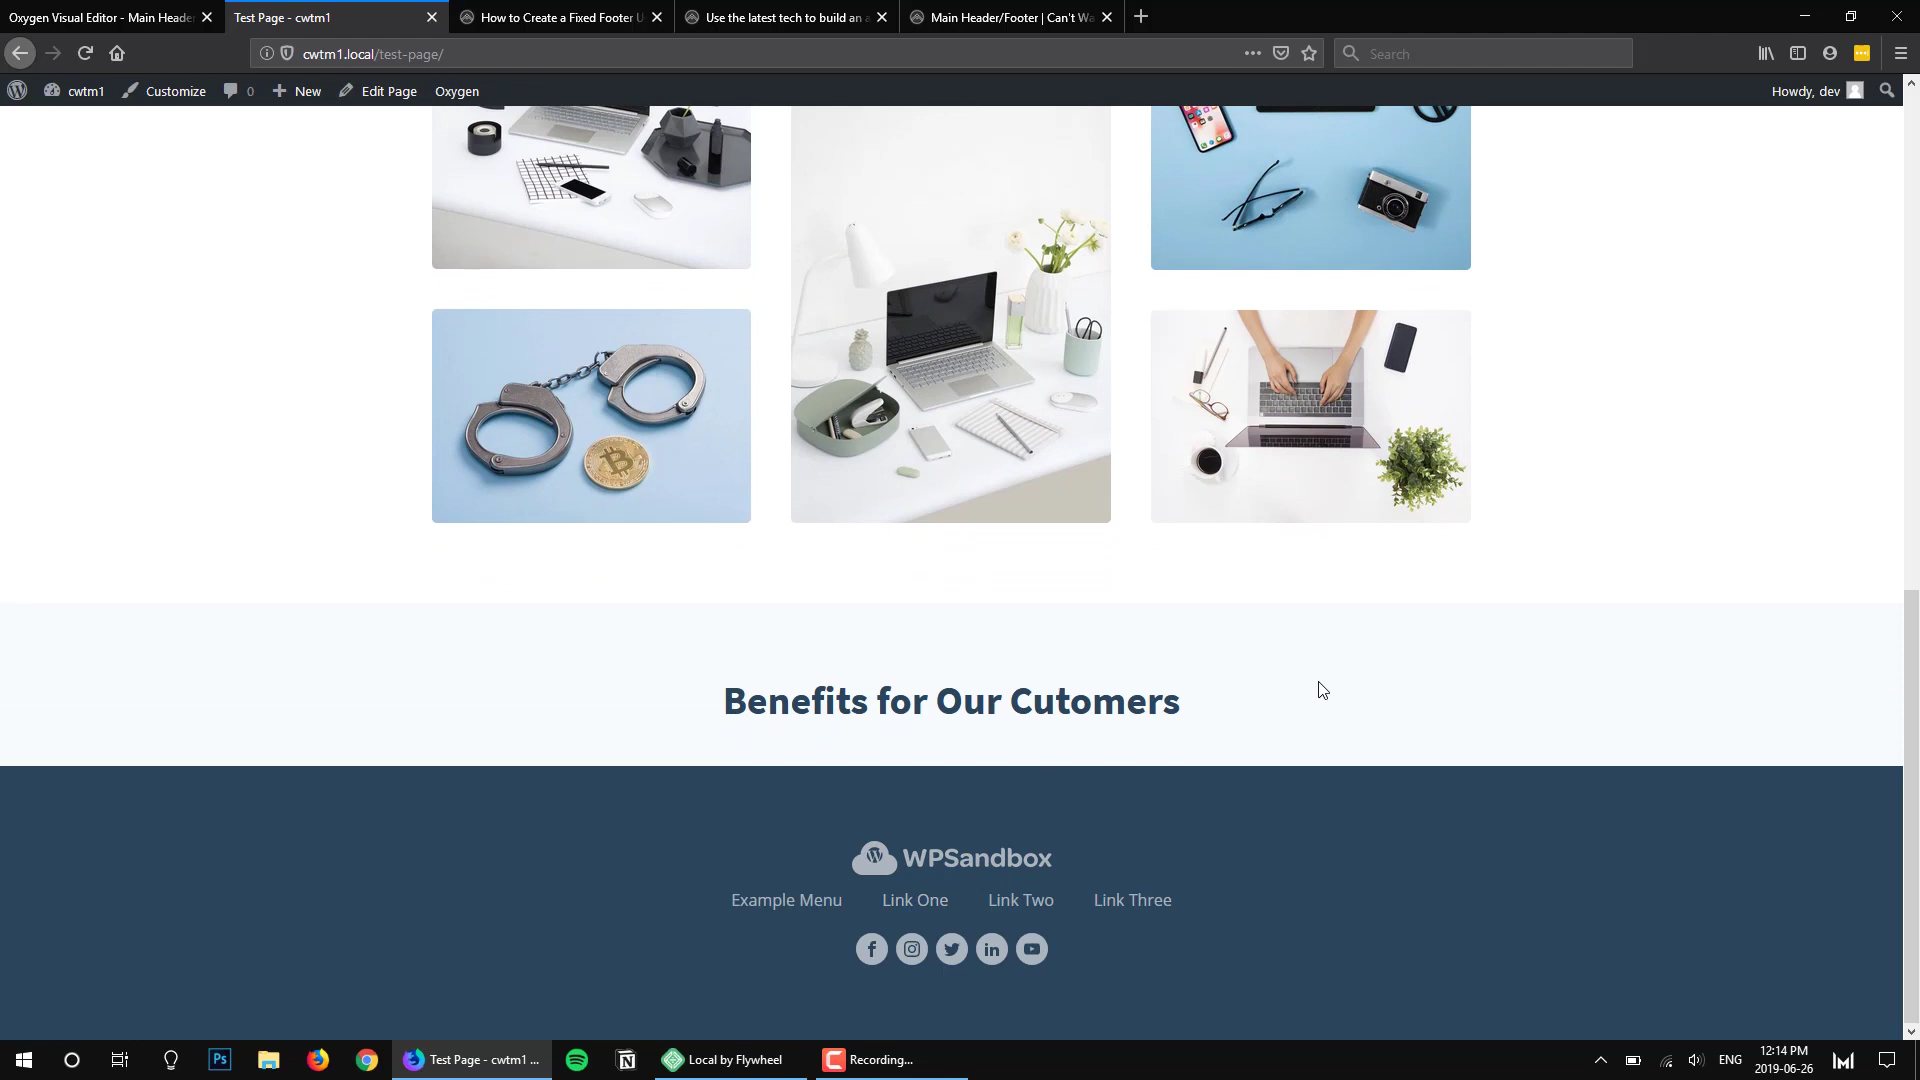 Oxygen Visual Editor - Main Heade
Test Page - cwtm1
How to Create a Fixed Footer U
Use the latest tech to build an a
Main Header/Footer | Can't Wa
cwtm1.local/test-page/
Search
cwtm1
Customize
0
New
Edit Page
Oxygen
Howdy, dev
Benefits for Our Cutomers
WPSandbox
Example Menu
Link One
Link Two
Link Three
Ps
Test Page - cwtm1 ...
Local by Flywheel
Recording...
ENG
12:14 PM
2019-06-26